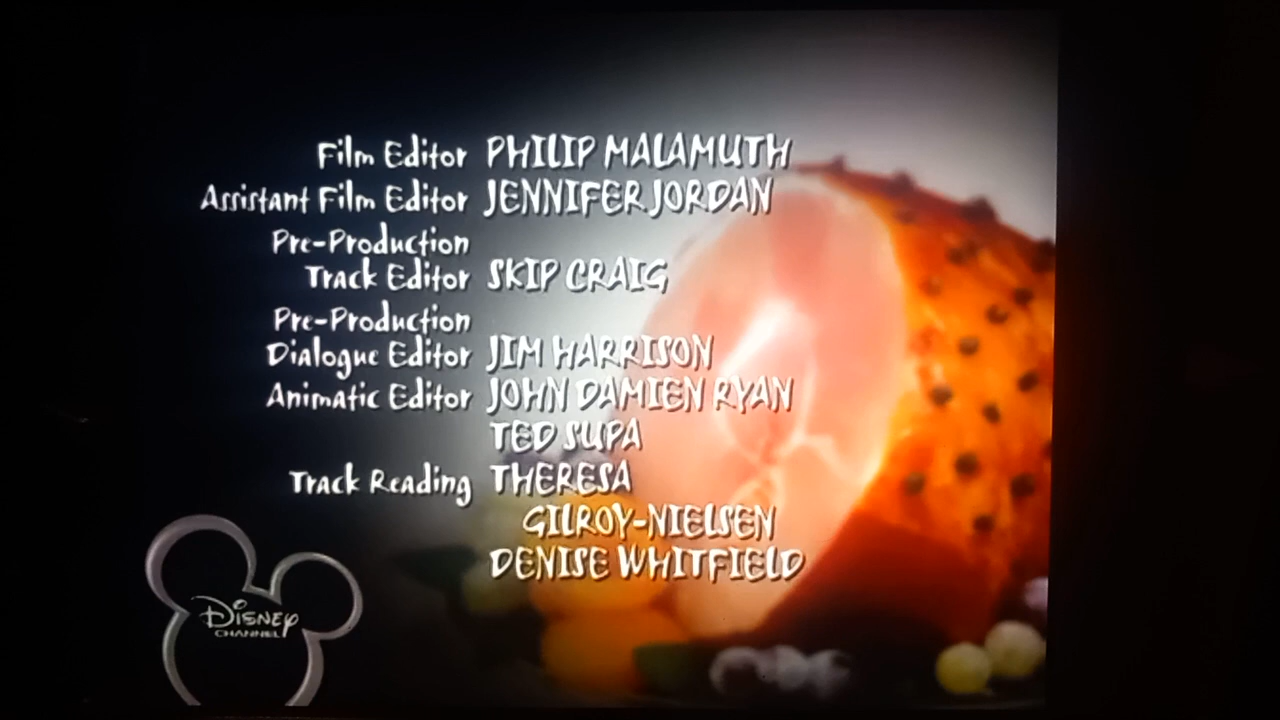 Film Editor PHILIP MALAMUTH
Assistant Film Editor JENNIFER JORDAN
Pre-Production
Track Editor SKIP CRAIG
Pre-Production
Dialogue Editor JIM HARRISON
Animatic Editor JOHN DAMIEN RYAN
TED SUPA
Track Reading THERESA
GILROY-NIELSEN
DENISE WHITFIELD
DISNEY
CHANNEL